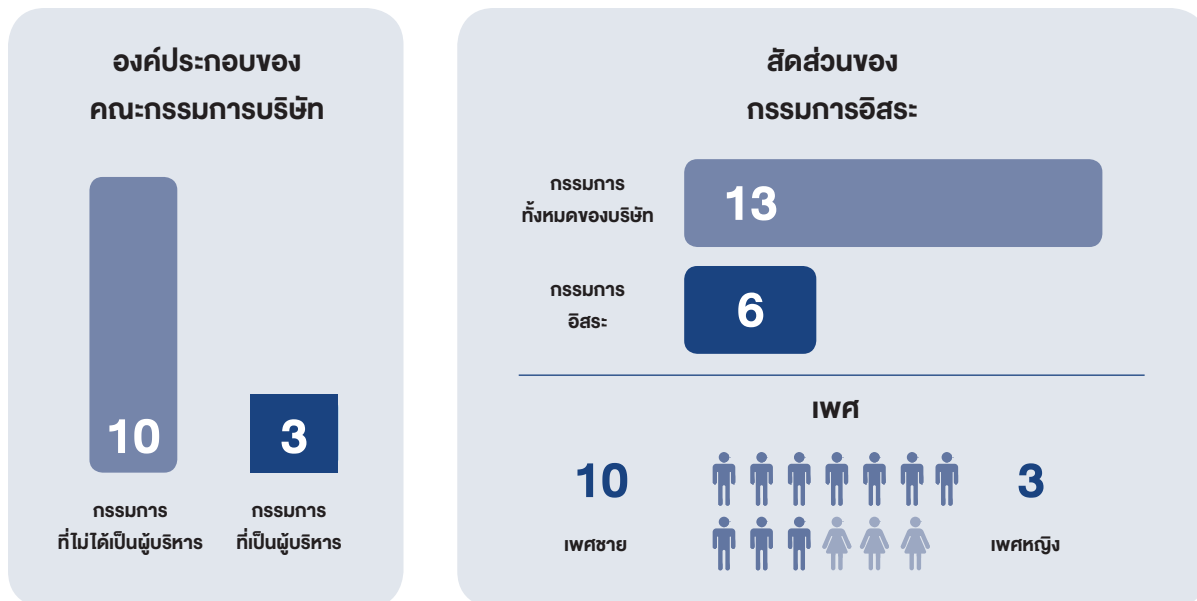 องค์ประกอบของ
คณะกรรมการบริษัท
10
3
กรรมการ
ที่ไม่ได้เป็นผู้บริหาร
กรรมการ
ที่เป็นผู้บริหาร
สัดส่วนของ
กรรมการอิสระ
กรรมการ
ทั้งหมดของบริษัท
13
กรรมการ
อิสระ
6
เพศ
10
เพศชาย
3
เพศหญิง